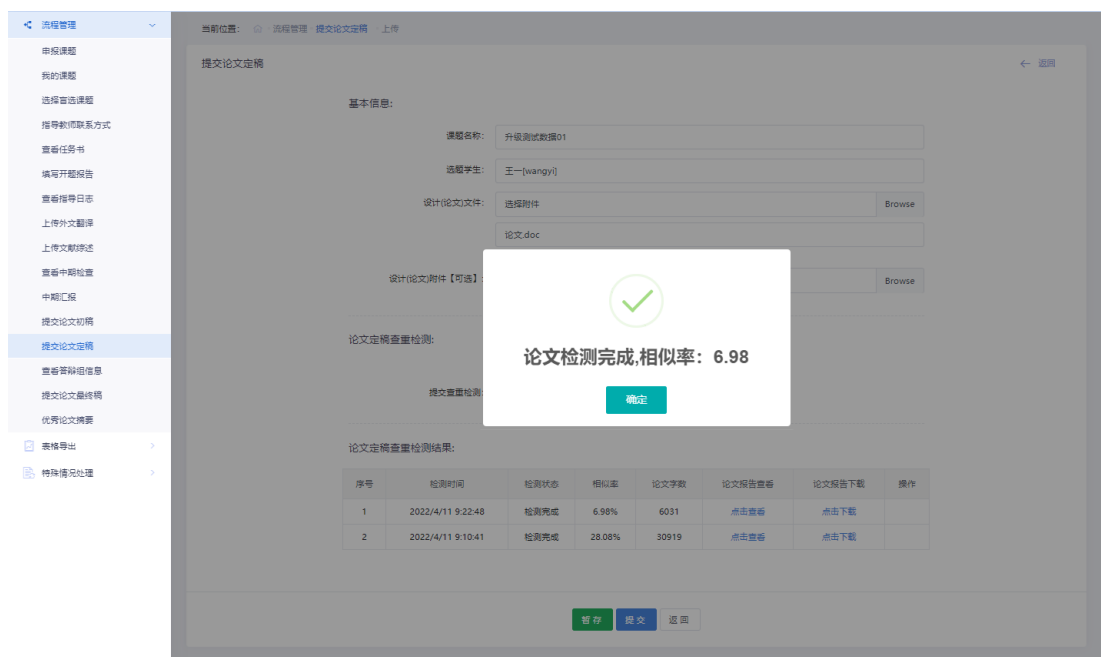 流程管理
申报课题
我的课题
选择盲选课题
指导教师联系方式
查看任务书
填写开题报告
查看指导日志
上传外文翻译
上传文献综述
查看中期检查
中期汇报
提交论文初稿
提交论文定稿
查看答辩组信息
提交论文最终稿
优秀论文摘要
表格导出
特殊情况处理
当前位置： 流程管理 · 提交论文定稿 · 上传
提交论文定稿 ← 返回
基本信息:
课题名称: 升级测试数据01
选题学生: 王一[wangyi]
设计(论文)文件: 选择附件 Browse
论文.doc
设计(论文)附件【可选】: Browse
论文定稿查重检测:
提交查重检测:
论文检测完成,相似率：6.98
确定
论文定稿查重检测结果:
序号 检测时间 检测状态 相似率 论文字数 论文报告查看 论文报告下载 操作
1 2022/4/11 9:22:48 检测完成 6.98% 6031 点击查看 点击下载
2 2022/4/11 9:10:41 检测完成 28.08% 30919 点击查看 点击下载
暂存 提交 返回